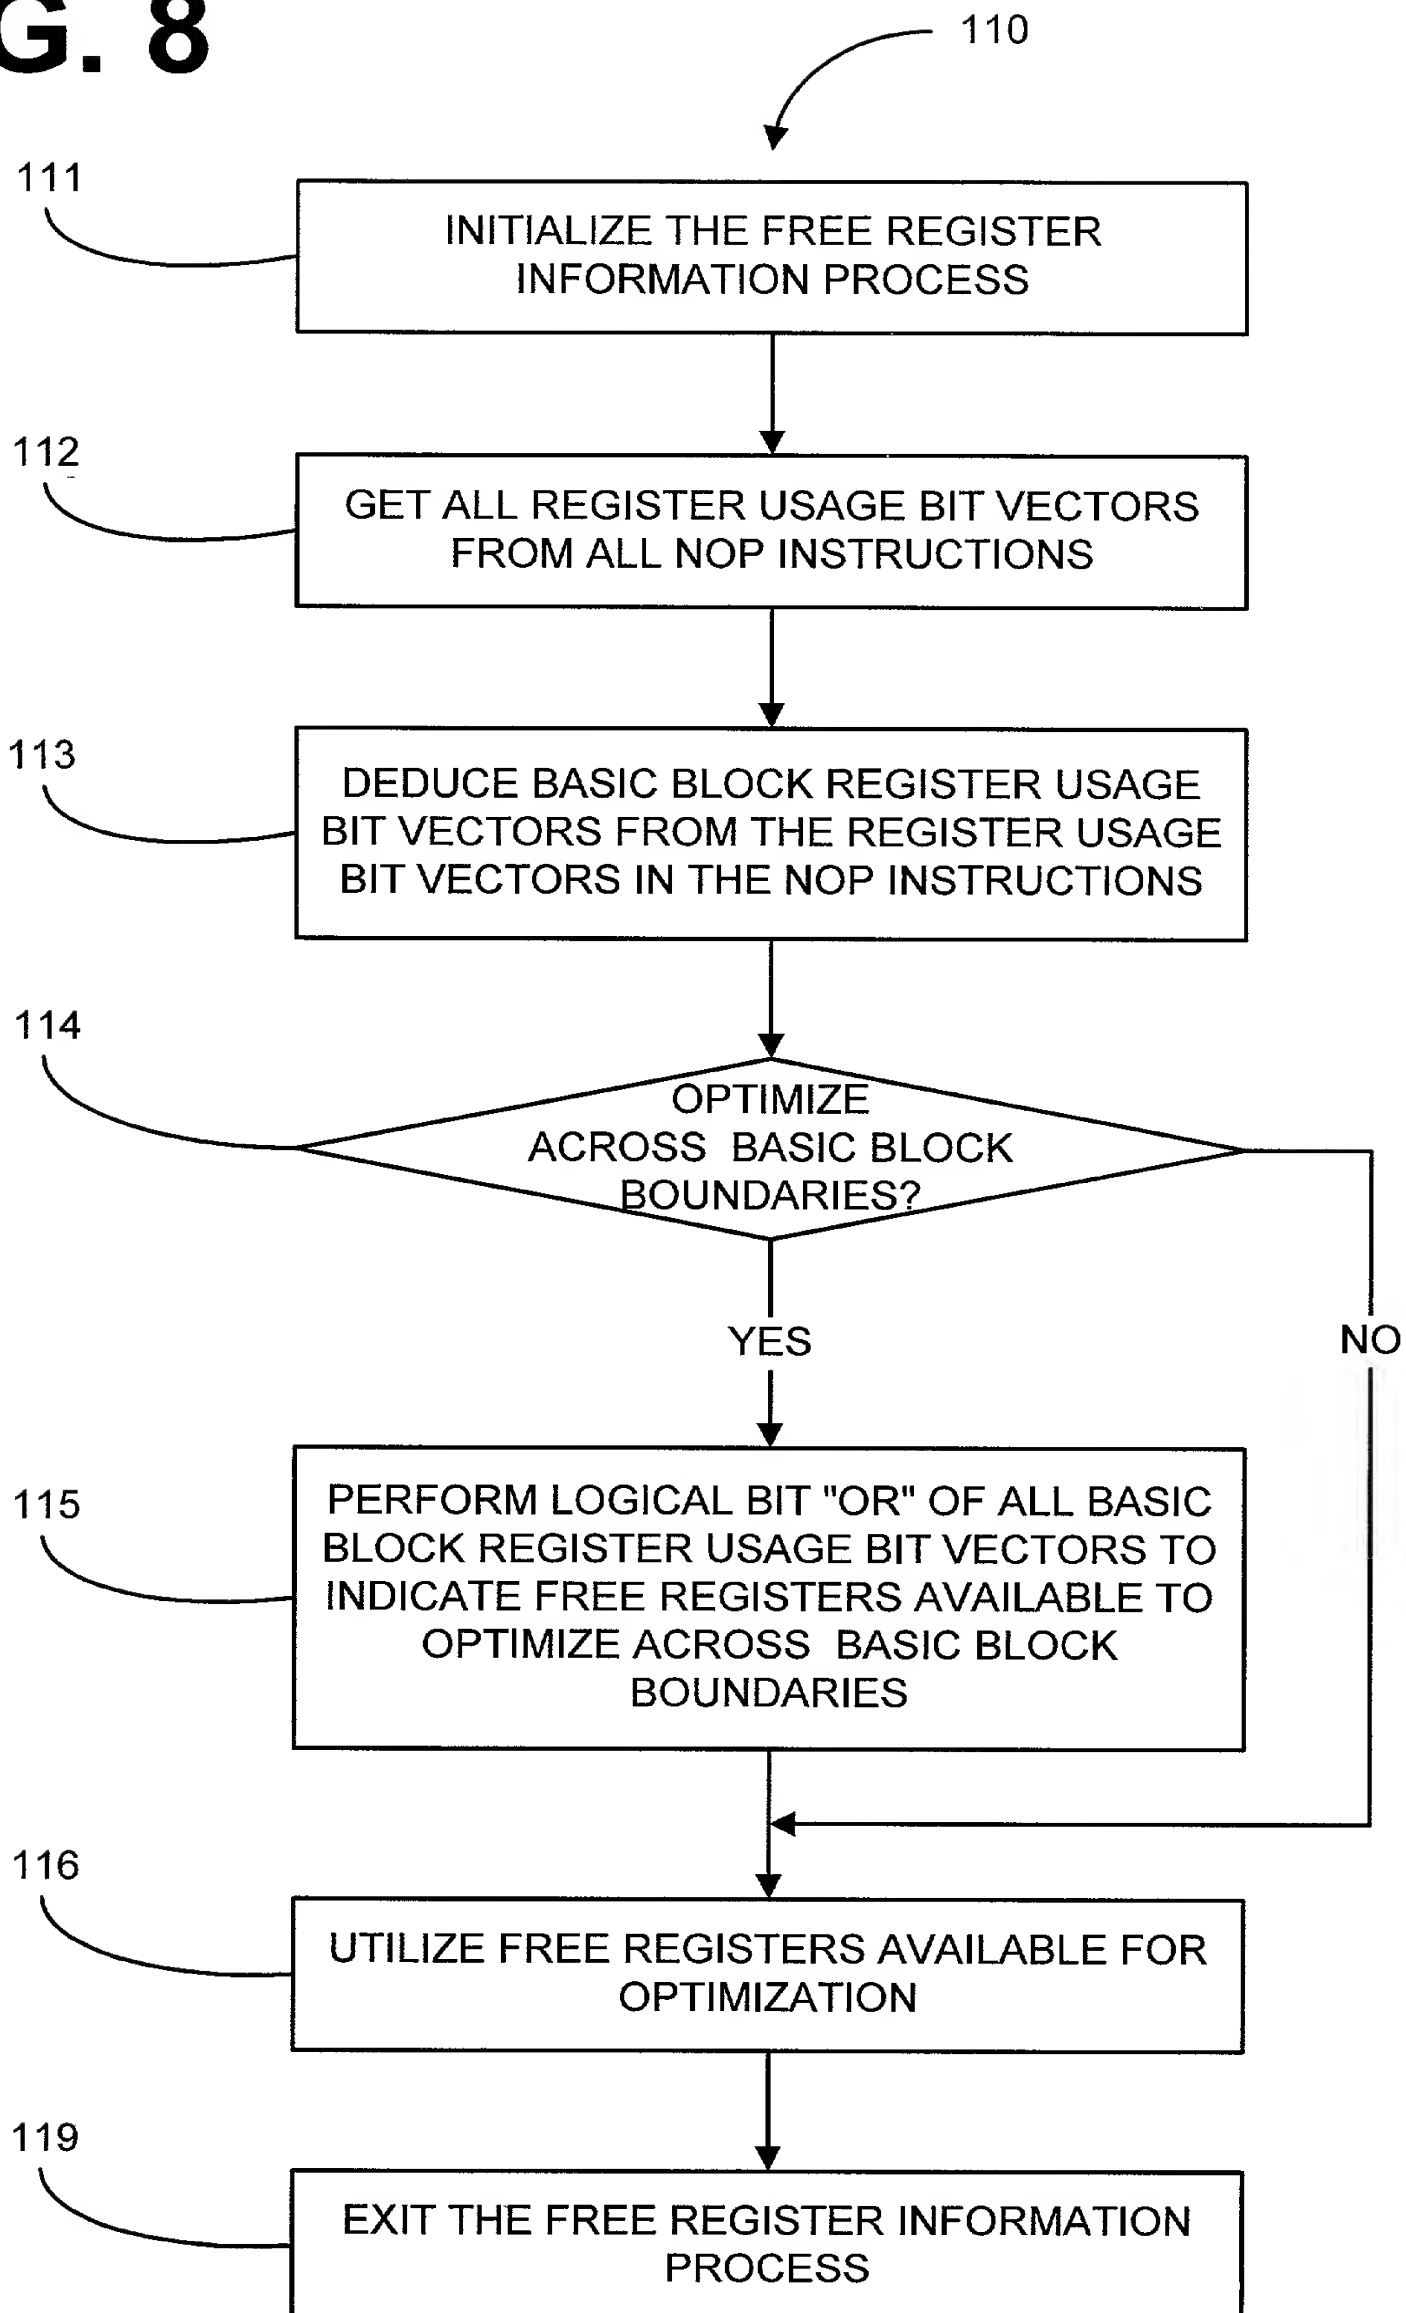 G. 8
110
111
INITIALIZE THE FREE REGISTER
INFORMATION PROCESS
112
GET ALL REGISTER USAGE BIT VECTORS
FROM ALL NOP INSTRUCTIONS
113
DEDUCE BASIC BLOCK REGISTER USAGE
BIT VECTORS FROM THE REGISTER USAGE
BIT VECTORS IN THE NOP INSTRUCTIONS
114
OPTIMIZE
ACROSS BASIC BLOCK
BOUNDARIES?
YES
NO
115
PERFORM LOGICAL BIT "OR" OF ALL BASIC
BLOCK REGISTER USAGE BIT VECTORS TO
INDICATE FREE REGISTERS AVAILABLE TO
OPTIMIZE ACROSS BASIC BLOCK
BOUNDARIES
116
UTILIZE FREE REGISTERS AVAILABLE FOR
OPTIMIZATION
119
EXIT THE FREE REGISTER INFORMATION
PROCESS